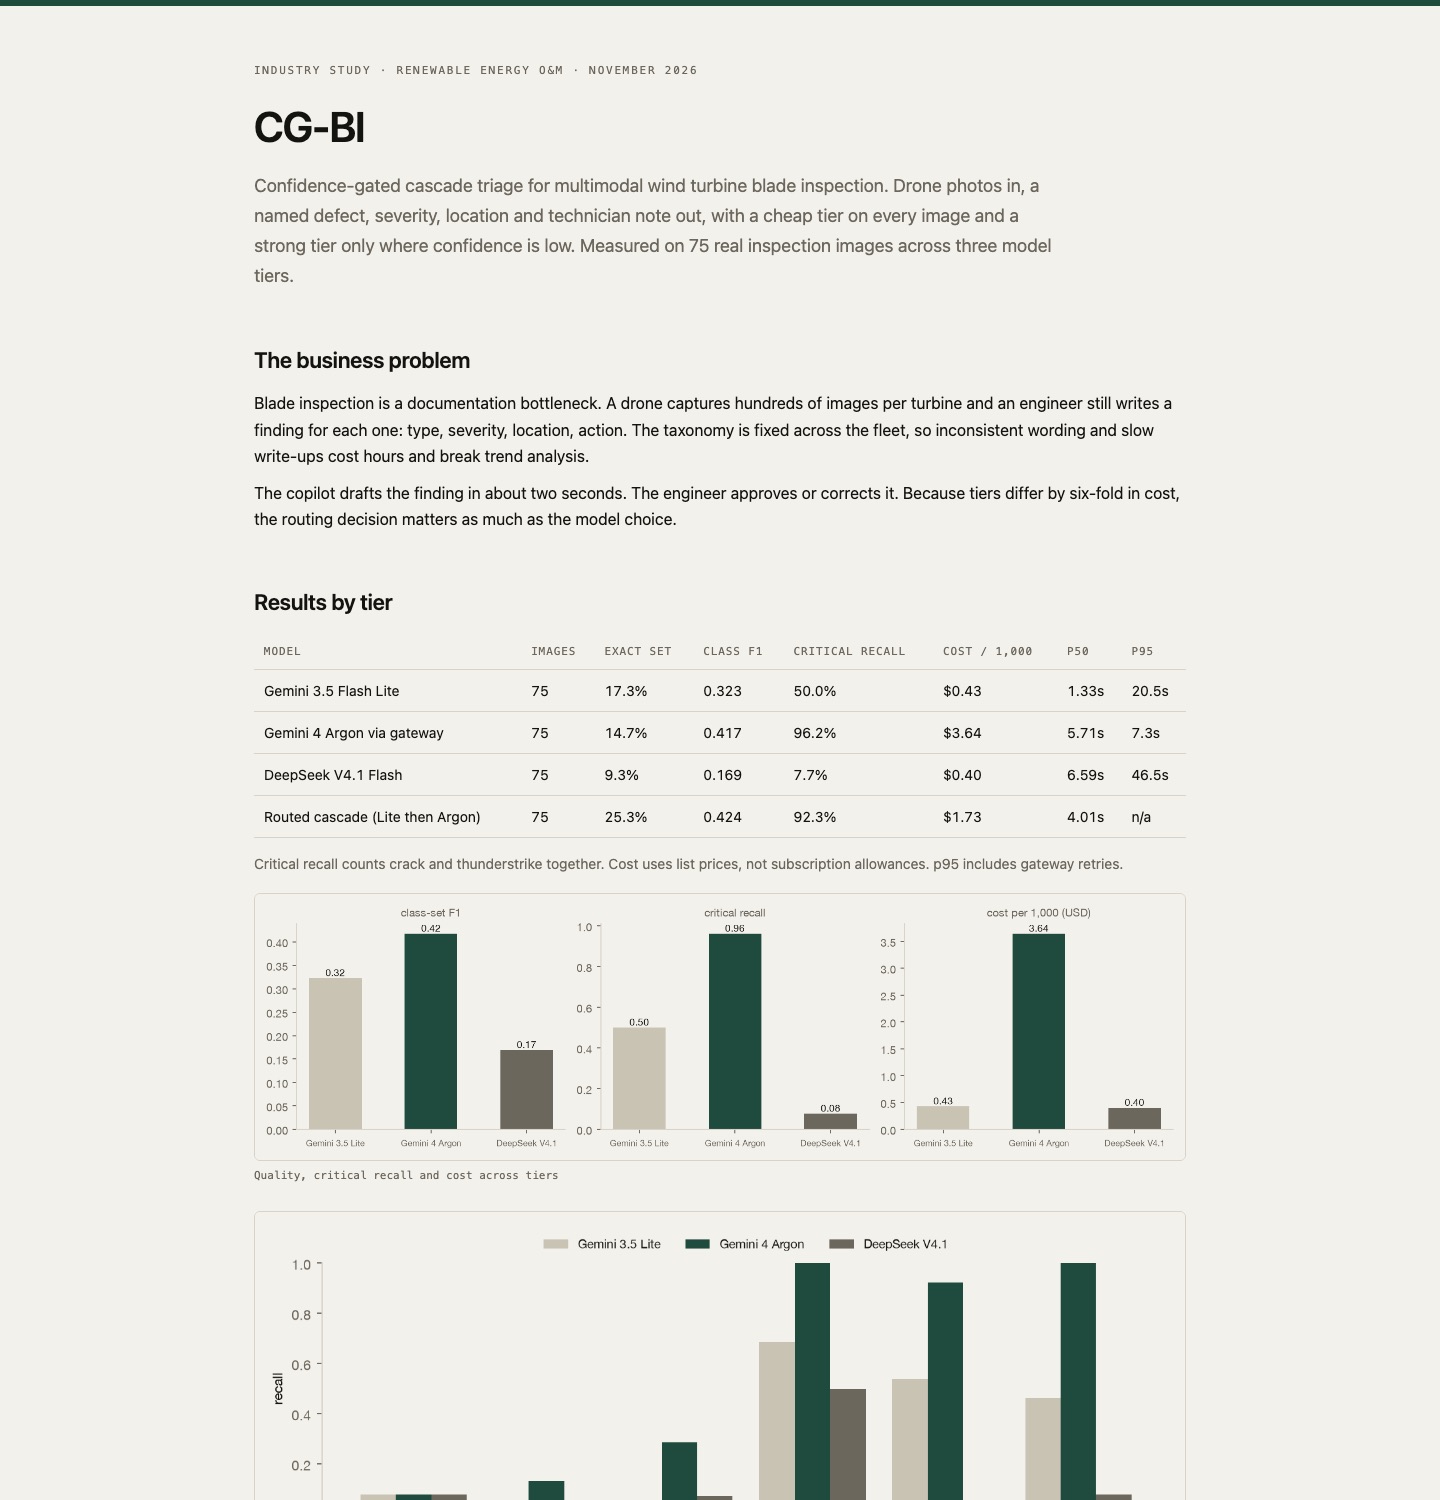 INDUSTRY STUDY · RENEWABLE ENERGY O&M · NOVEMBER 2026
CG-BI
Confidence-gated cascade triage for multimodal wind turbine blade inspection. Drone photos in, a
named defect, severity, location and technician note out, with a cheap tier on every image and a
strong tier only where confidence is low. Measured on 75 real inspection images across three model
tiers.
The business problem
Blade inspection is a documentation bottleneck. A drone captures hundreds of images per turbine and an engineer still writes a
finding for each one: type, severity, location, action. The taxonomy is fixed across the fleet, so inconsistent wording and slow
write-ups cost hours and break trend analysis.
The copilot drafts the finding in about two seconds. The engineer approves or corrects it. Because tiers differ by six-fold in cost,
the routing decision matters as much as the model choice.
Results by tier
MODEL IMAGES EXACT SET CLASS F1 CRITICAL RECALL COST / 1,000 P50 P95
Gemini 3.5 Flash Lite 75 17.3% 0.323 50.0% $0.43 1.33s 20.5s
Gemini 4 Argon via gateway 75 14.7% 0.417 96.2% $3.64 5.71s 7.3s
DeepSeek V4.1 Flash 75 9.3% 0.169 7.7% $0.40 6.59s 46.5s
Routed cascade (Lite then Argon) 75 25.3% 0.424 92.3% $1.73 4.01s n/a
Critical recall counts crack and thunderstrike together. Cost uses list prices, not subscription allowances. p95 includes gateway retries.
class-set F1
0.40
0.35
0.30
0.25
0.20
0.15
0.10
0.05
0.00
0.32
0.42
0.17
Gemini 3.5 Lite Gemini 4 Argon DeepSeek V4.1
critical recall
1.0
0.8
0.6
0.4
0.2
0.0
0.50
0.96
0.08
Gemini 3.5 Lite Gemini 4 Argon DeepSeek V4.1
cost per 1,000 (USD)
3.5
3.0
2.5
2.0
1.5
1.0
0.5
0.0
0.43
3.64
0.40
Gemini 3.5 Lite Gemini 4 Argon DeepSeek V4.1
Quality, critical recall and cost across tiers
Gemini 3.5 Lite Gemini 4 Argon DeepSeek V4.1
recall
1.0
0.8
0.6
0.4
0.2